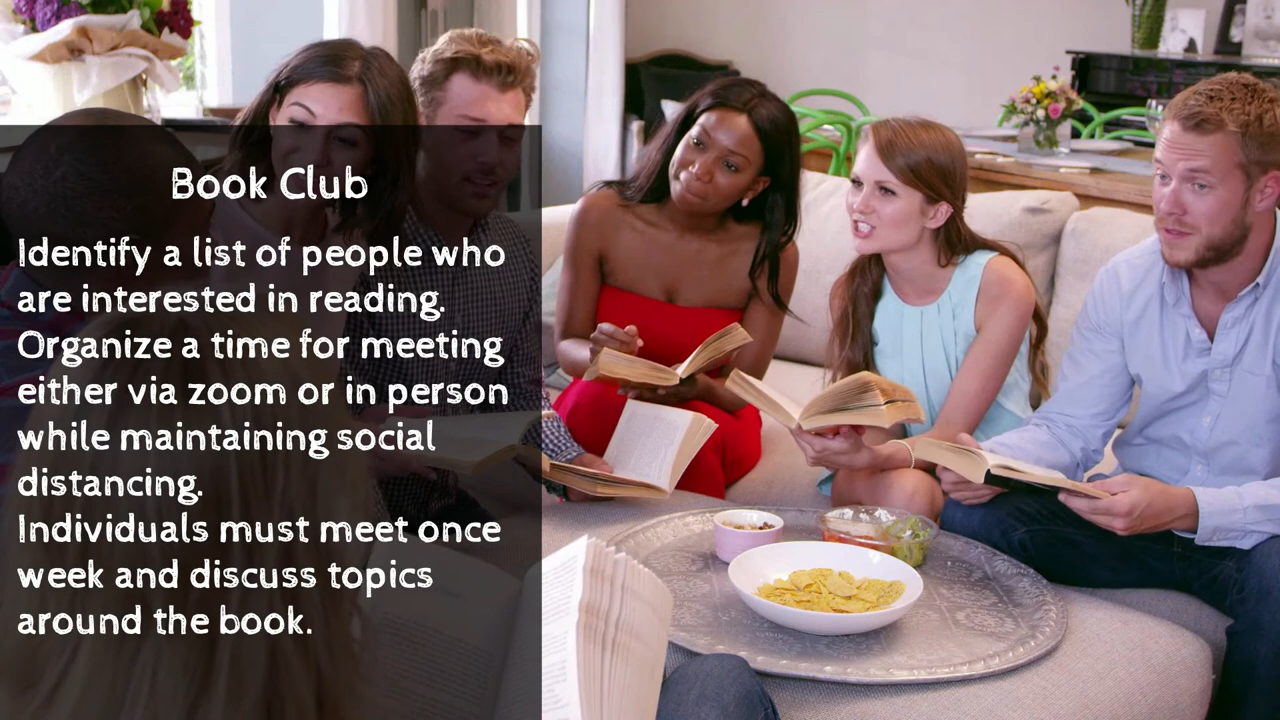 Book Club
Identify a list of people who
are interested in reading.
Organize a time for meeting
either via zoom or in person
while maintaining social
distancing.
Individuals must meet once
week and discuss topics
around the book.